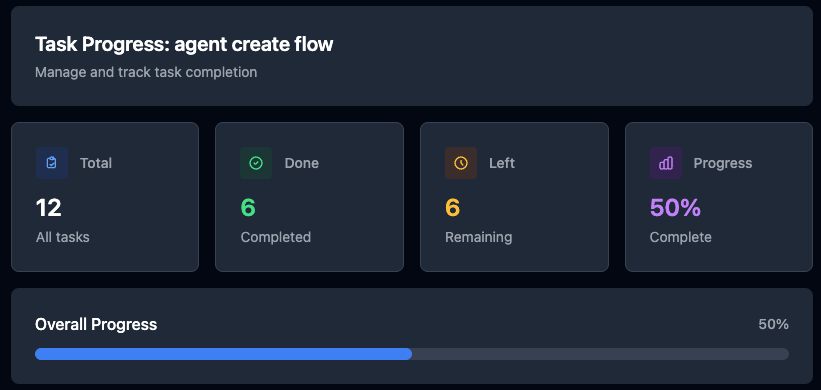 Task Progress: agent create flow
Manage and track task completion
Total
12
All tasks
Done
6
Completed
Left
6
Remaining
Progress
50%
Complete
Overall Progress
50%